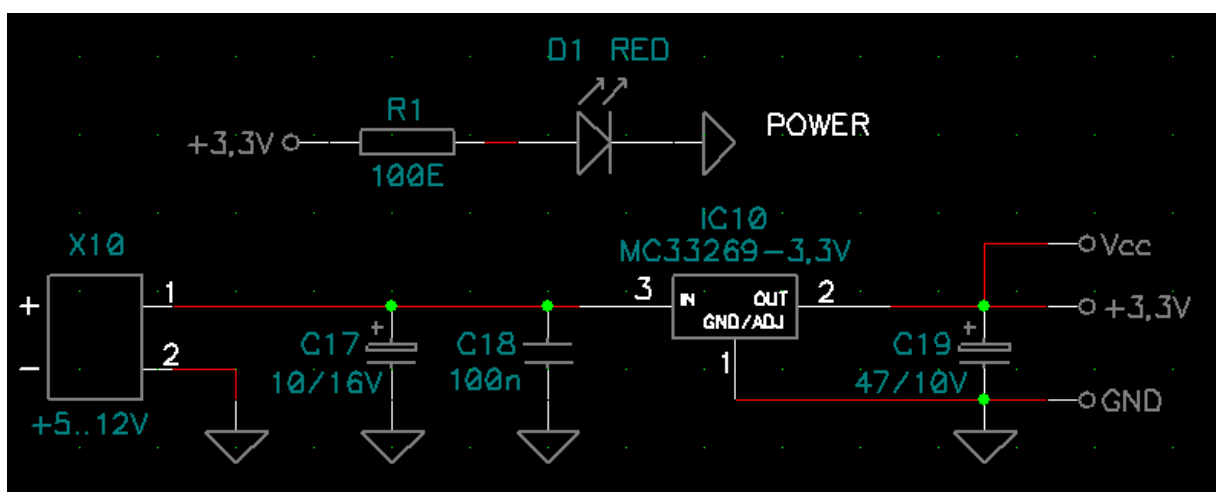 D1 RED
R1
+3,3V
100E
POWER
X10
+
-
1
2
+5..12V
C17
+
10/16V
C18
100n
IC10
MC33269-3,3V
3
IN
OUT
GND/ADJ
2
1
Vcc
+3,3V
+
C19
47/10V
GND